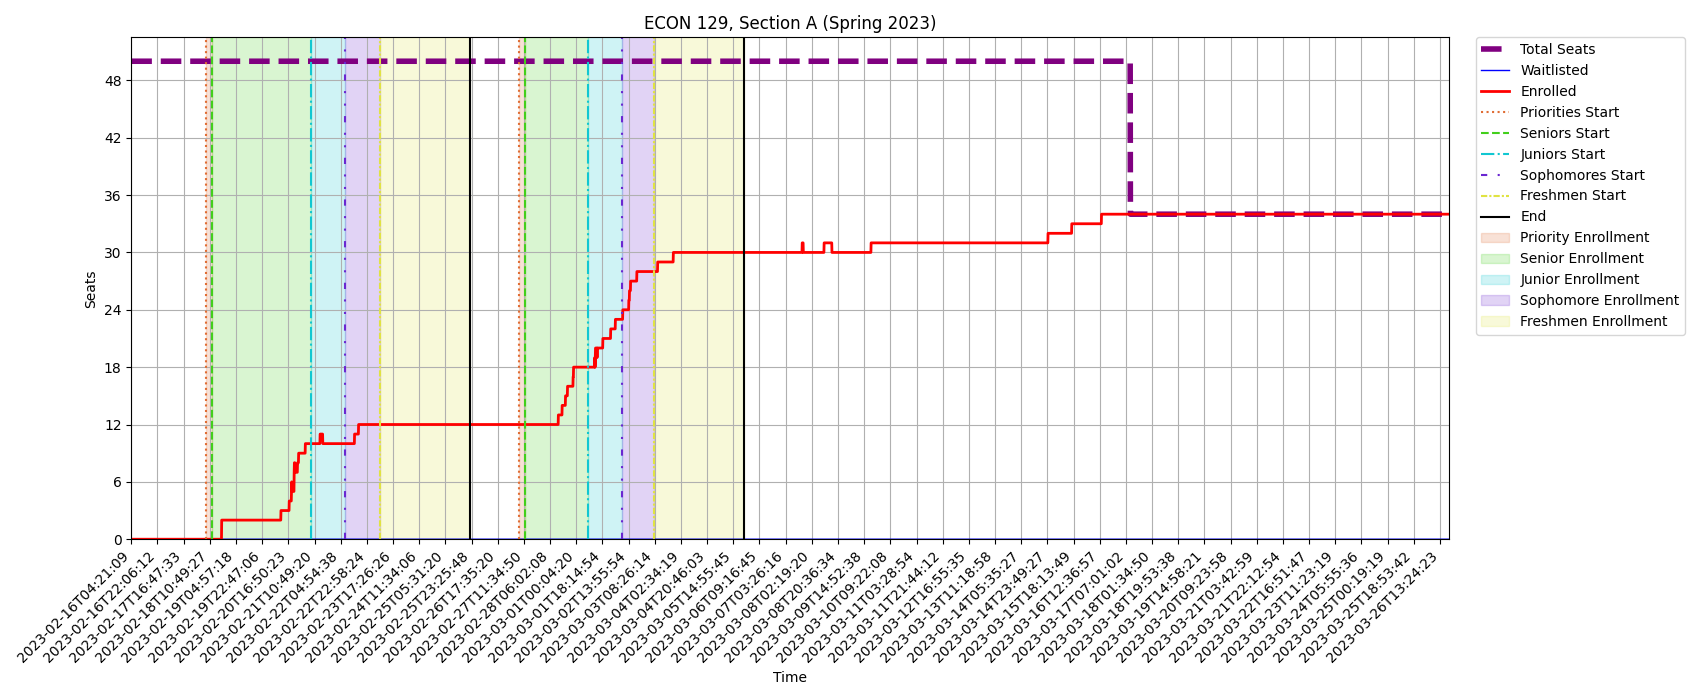 ECON 129, Section A (Spring 2023)
Seats
48
42
36
30
24
18
12
6
0
2023-02-16T04:21:09
2023-02-16T22:06:12
2023-02-17T16:47:33
2023-02-18T10:49:27
2023-02-19T04:57:18
2023-02-19T22:47:06
2023-02-20T16:50:23
2023-02-21T10:49:20
2023-02-22T04:54:38
2023-02-22T22:58:24
2023-02-23T17:26:26
2023-02-24T11:34:06
2023-02-25T05:31:20
2023-02-25T23:25:48
2023-02-26T17:35:20
2023-02-27T11:34:50
2023-02-28T06:02:08
2023-03-01T00:04:20
2023-03-01T18:14:54
2023-03-02T13:55:54
2023-03-03T08:26:14
2023-03-04T02:34:19
2023-03-04T20:46:03
2023-03-05T14:55:45
2023-03-06T09:16:45
2023-03-07T03:26:16
2023-03-08T02:19:20
2023-03-08T20:36:34
2023-03-09T14:52:38
2023-03-10T09:22:08
2023-03-11T03:28:54
2023-03-11T21:44:12
2023-03-12T16:55:35
2023-03-13T11:18:58
2023-03-14T05:35:27
2023-03-14T23:49:27
2023-03-15T18:13:49
2023-03-16T12:36:57
2023-03-17T07:01:02
2023-03-18T01:34:50
2023-03-18T19:53:38
2023-03-19T14:58:21
2023-03-20T09:23:58
2023-03-21T03:42:59
2023-03-21T22:12:54
2023-03-22T16:51:47
2023-03-23T11:23:19
2023-03-24T05:55:36
2023-03-25T00:19:19
2023-03-25T18:53:42
2023-03-26T13:24:23
Time
Total Seats
Waitlisted
Enrolled
Priorities Start
Seniors Start
Juniors Start
Sophomores Start
Freshmen Start
End
Priority Enrollment
Senior Enrollment
Junior Enrollment
Sophomore Enrollment
Freshmen Enrollment